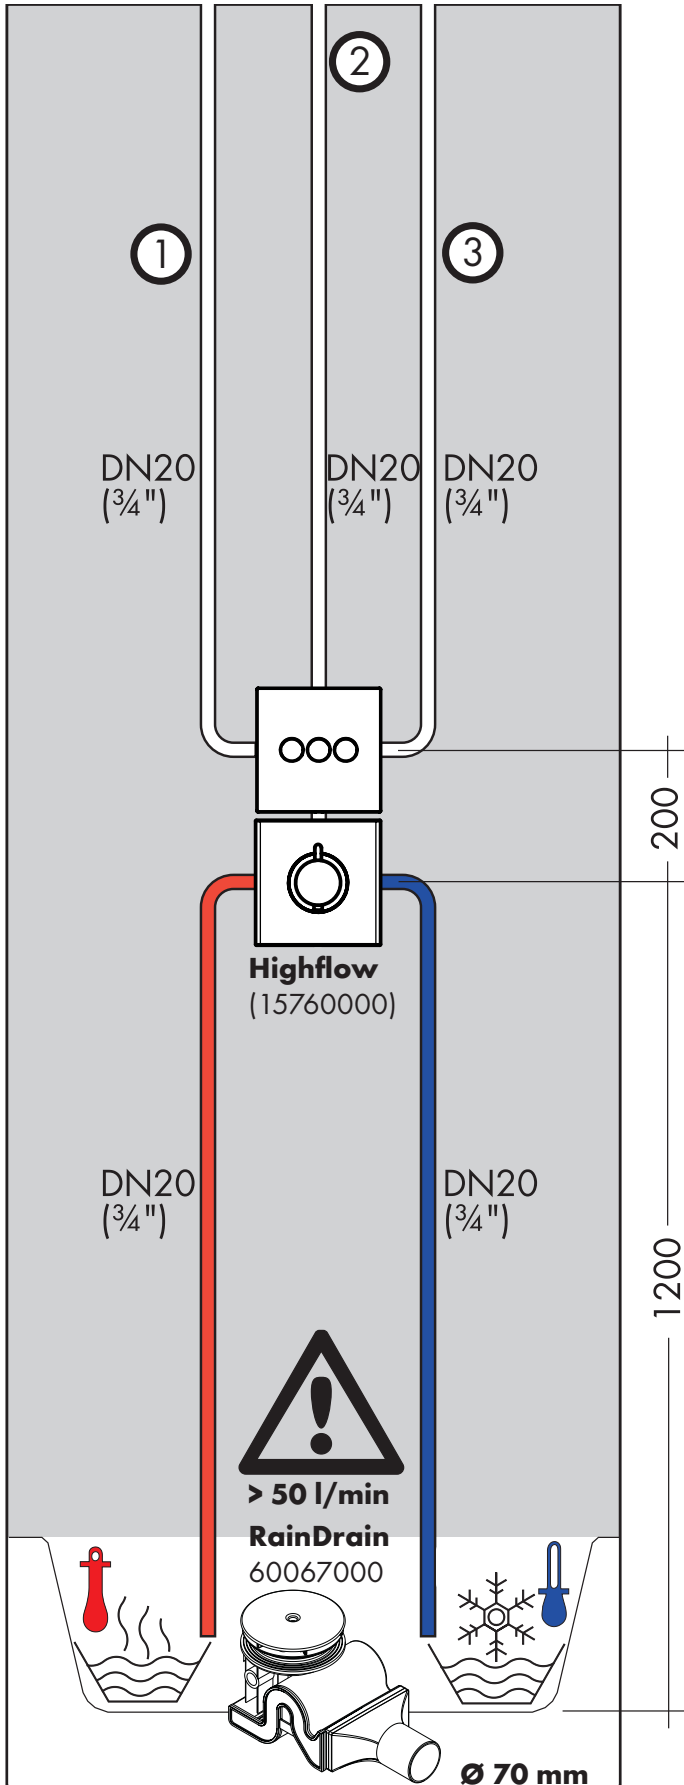 2
1
3
DN20
(¾")
DN20
(¾")
DN20
(¾")
200
Highflow
(15760000)
DN20
(¾")
DN20
(¾")
1200
!
> 50 l/min
RainDrain
60067000
Ø 70 mm